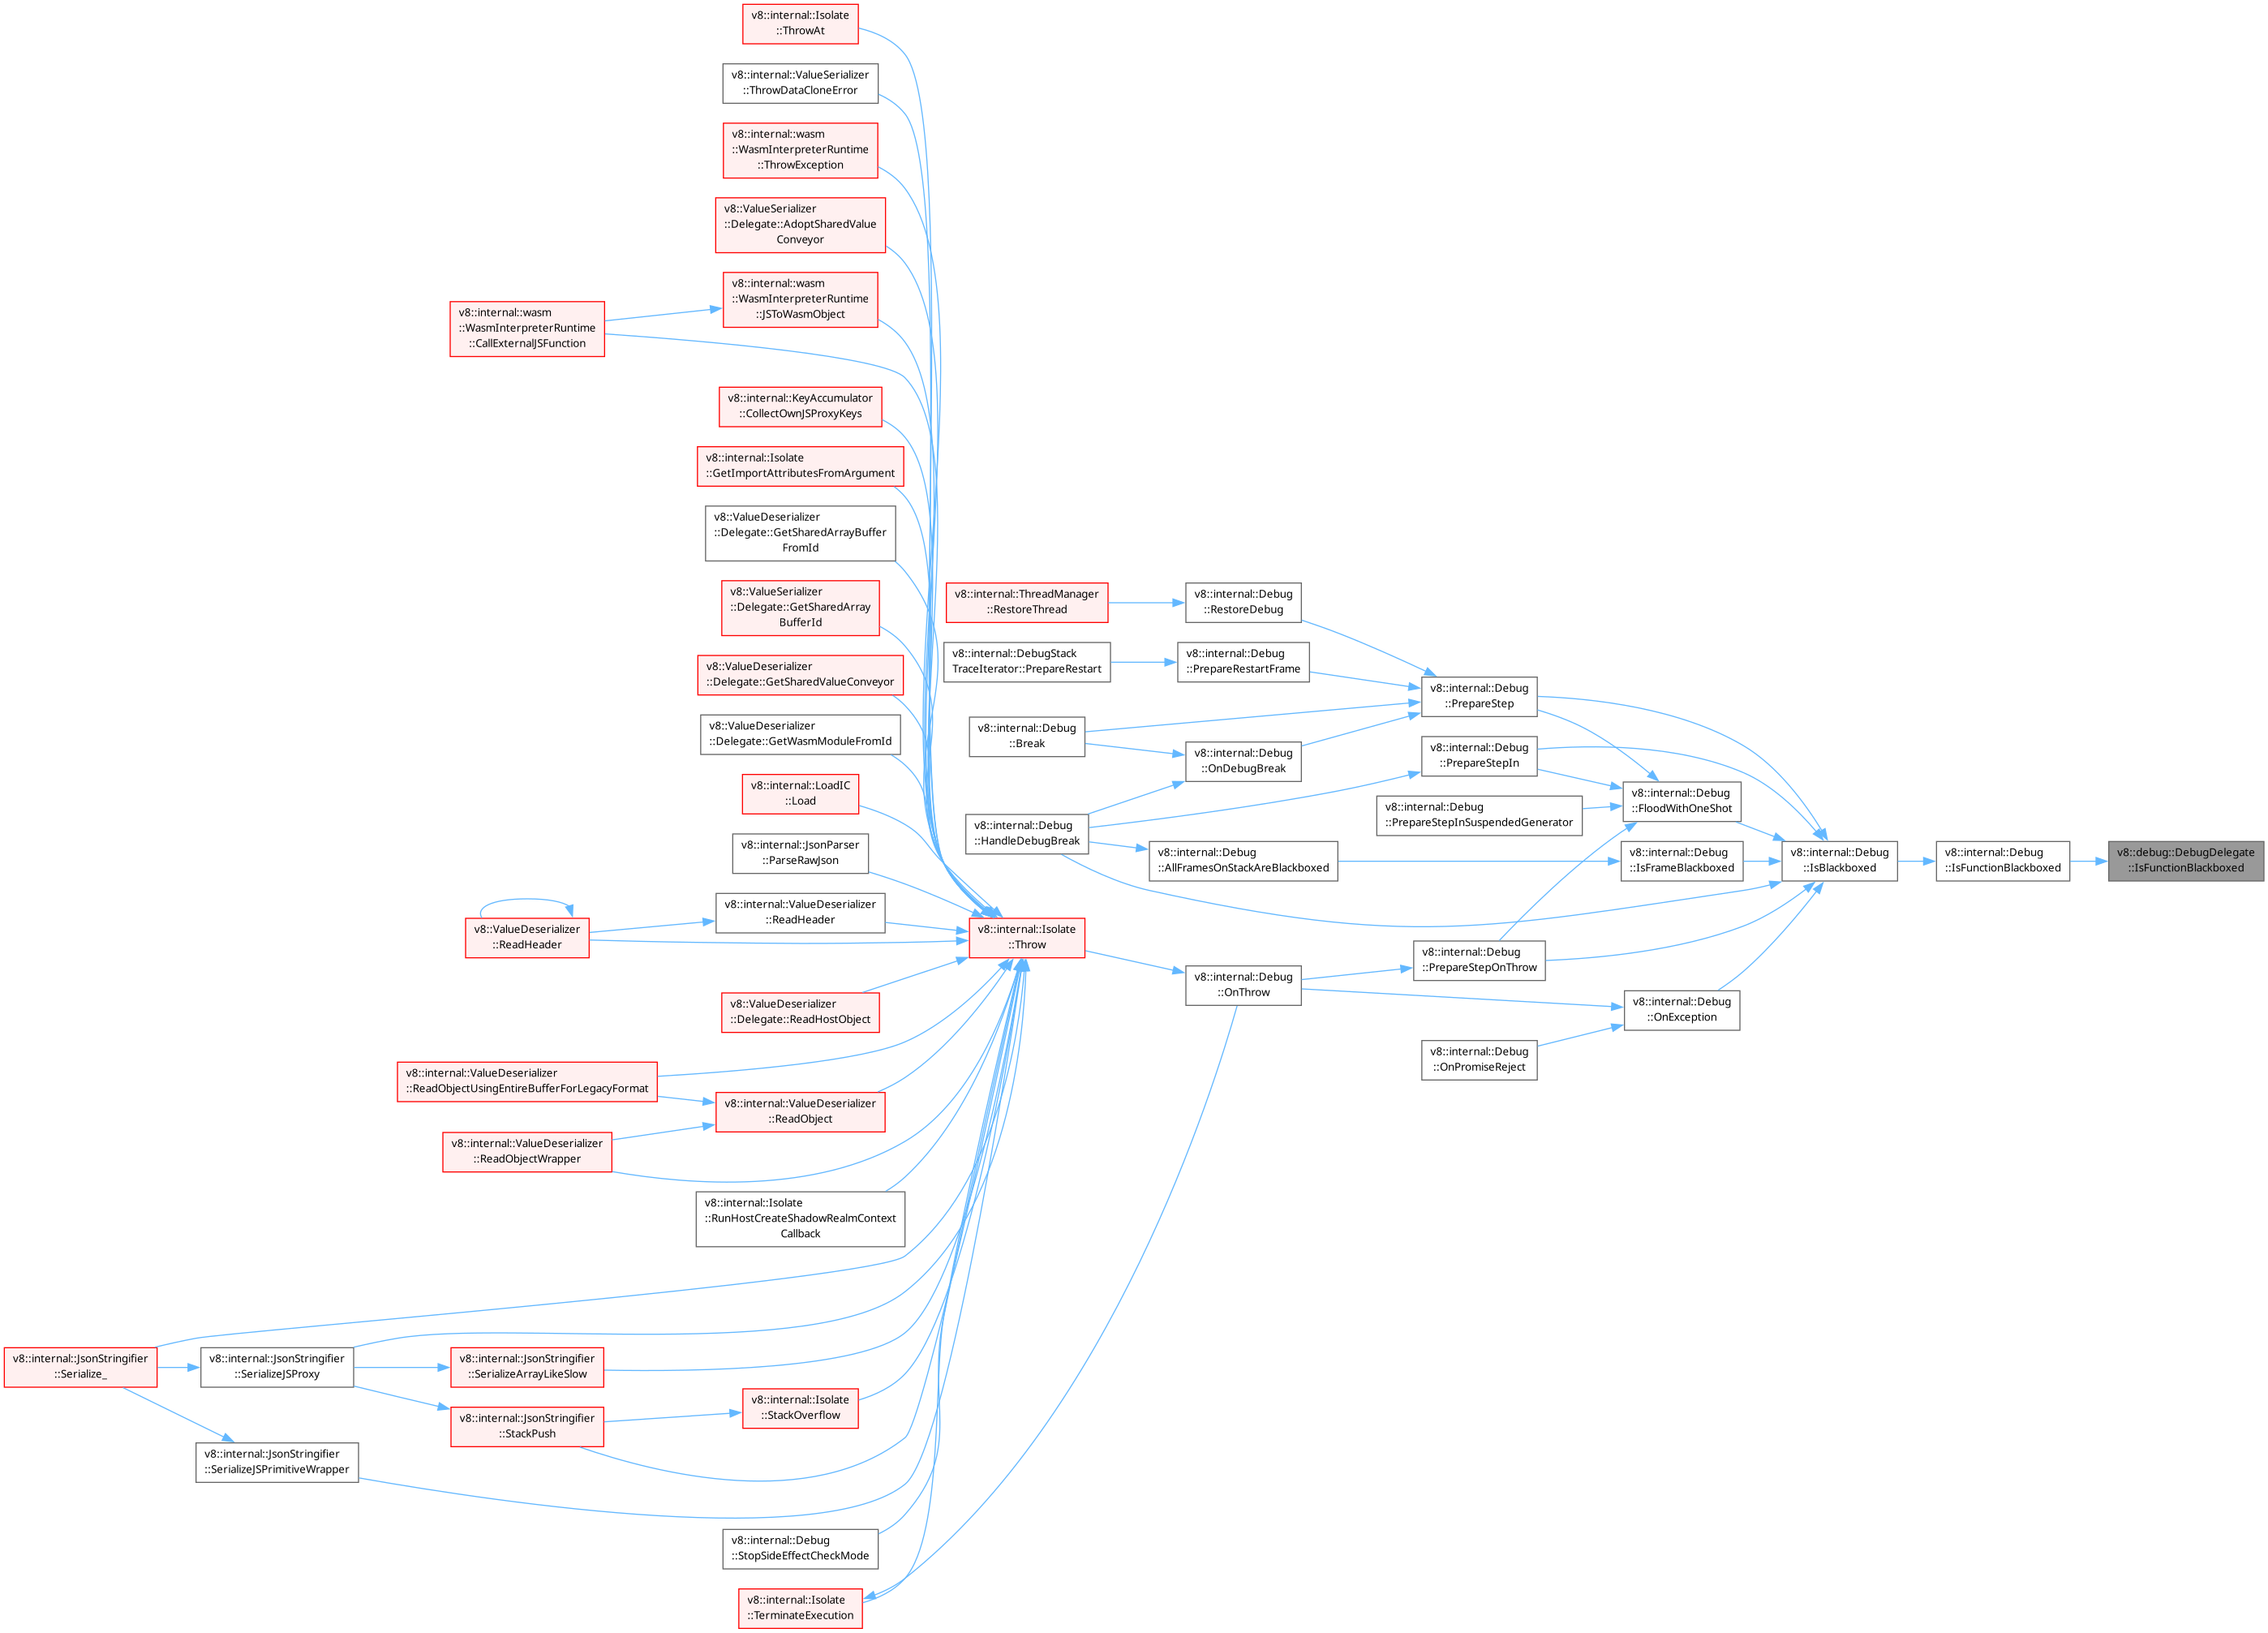 v8::internal::Isolate
::ThrowAt
v8::internal::ValueSerializer
::ThrowDataCloneError
v8::internal::wasm
::WasmInterpreterRuntime
::ThrowException
v8::ValueSerializer
::Delegate::AdoptSharedValue
Conveyor
v8::internal::wasm
::WasmInterpreterRuntime
::JSToWasmObject
v8::internal::wasm
::WasmInterpreterRuntime
::CallExternalJSFunction
v8::internal::KeyAccumulator
::CollectOwnJSProxyKeys
v8::internal::Isolate
::GetImportAttributesFromArgument
v8::ValueDeserializer
::Delegate::GetSharedArrayBuffer
FromId
v8::ValueSerializer
::Delegate::GetSharedArray
BufferId
v8::internal::ThreadManager
::RestoreThread
v8::internal::Debug
::RestoreDebug
v8::ValueDeserializer
::Delegate::GetSharedValueConveyor
v8::internal::DebugStack
TraceIterator::PrepareRestart
v8::internal::Debug
::PrepareRestartFrame
v8::internal::Debug
::PrepareStep
v8::ValueDeserializer
::Delegate::GetWasmModuleFromId
v8::internal::Debug
::Break
v8::internal::Debug
::OnDebugBreak
v8::internal::Debug
::PrepareStepIn
v8::internal::LoadIC
::Load
v8::internal::Debug
::PrepareStepInSuspendedGenerator
v8::internal::Debug
::FloodWithOneShot
v8::internal::JsonParser
::ParseRawJson
v8::internal::Debug
::HandleDebugBreak
v8::internal::Debug
::AllFramesOnStackAreBlackboxed
v8::internal::Debug
::IsFrameBlackboxed
v8::internal::Debug
::IsBlackboxed
v8::internal::Debug
::IsFunctionBlackboxed
v8::debug::DebugDelegate
::IsFunctionBlackboxed
v8::ValueDeserializer
::ReadHeader
v8::internal::ValueDeserializer
::ReadHeader
v8::internal::Isolate
::Throw
v8::internal::Debug
::PrepareStepOnThrow
v8::ValueDeserializer
::Delegate::ReadHostObject
v8::internal::Debug
::OnThrow
v8::internal::Debug
::OnException
v8::internal::Debug
::OnPromiseReject
v8::internal::ValueDeserializer
::ReadObjectUsingEntireBufferForLegacyFormat
v8::internal::ValueDeserializer
::ReadObject
v8::internal::ValueDeserializer
::ReadObjectWrapper
v8::internal::Isolate
::RunHostCreateShadowRealmContext
Callback
v8::internal::JsonStringifier
::Serialize_
v8::internal::JsonStringifier
::SerializeJSProxy
v8::internal::JsonStringifier
::SerializeArrayLikeSlow
v8::internal::Isolate
::StackOverflow
v8::internal::JsonStringifier
::StackPush
v8::internal::JsonStringifier
::SerializeJSPrimitiveWrapper
v8::internal::Debug
::StopSideEffectCheckMode
v8::internal::Isolate
::TerminateExecution